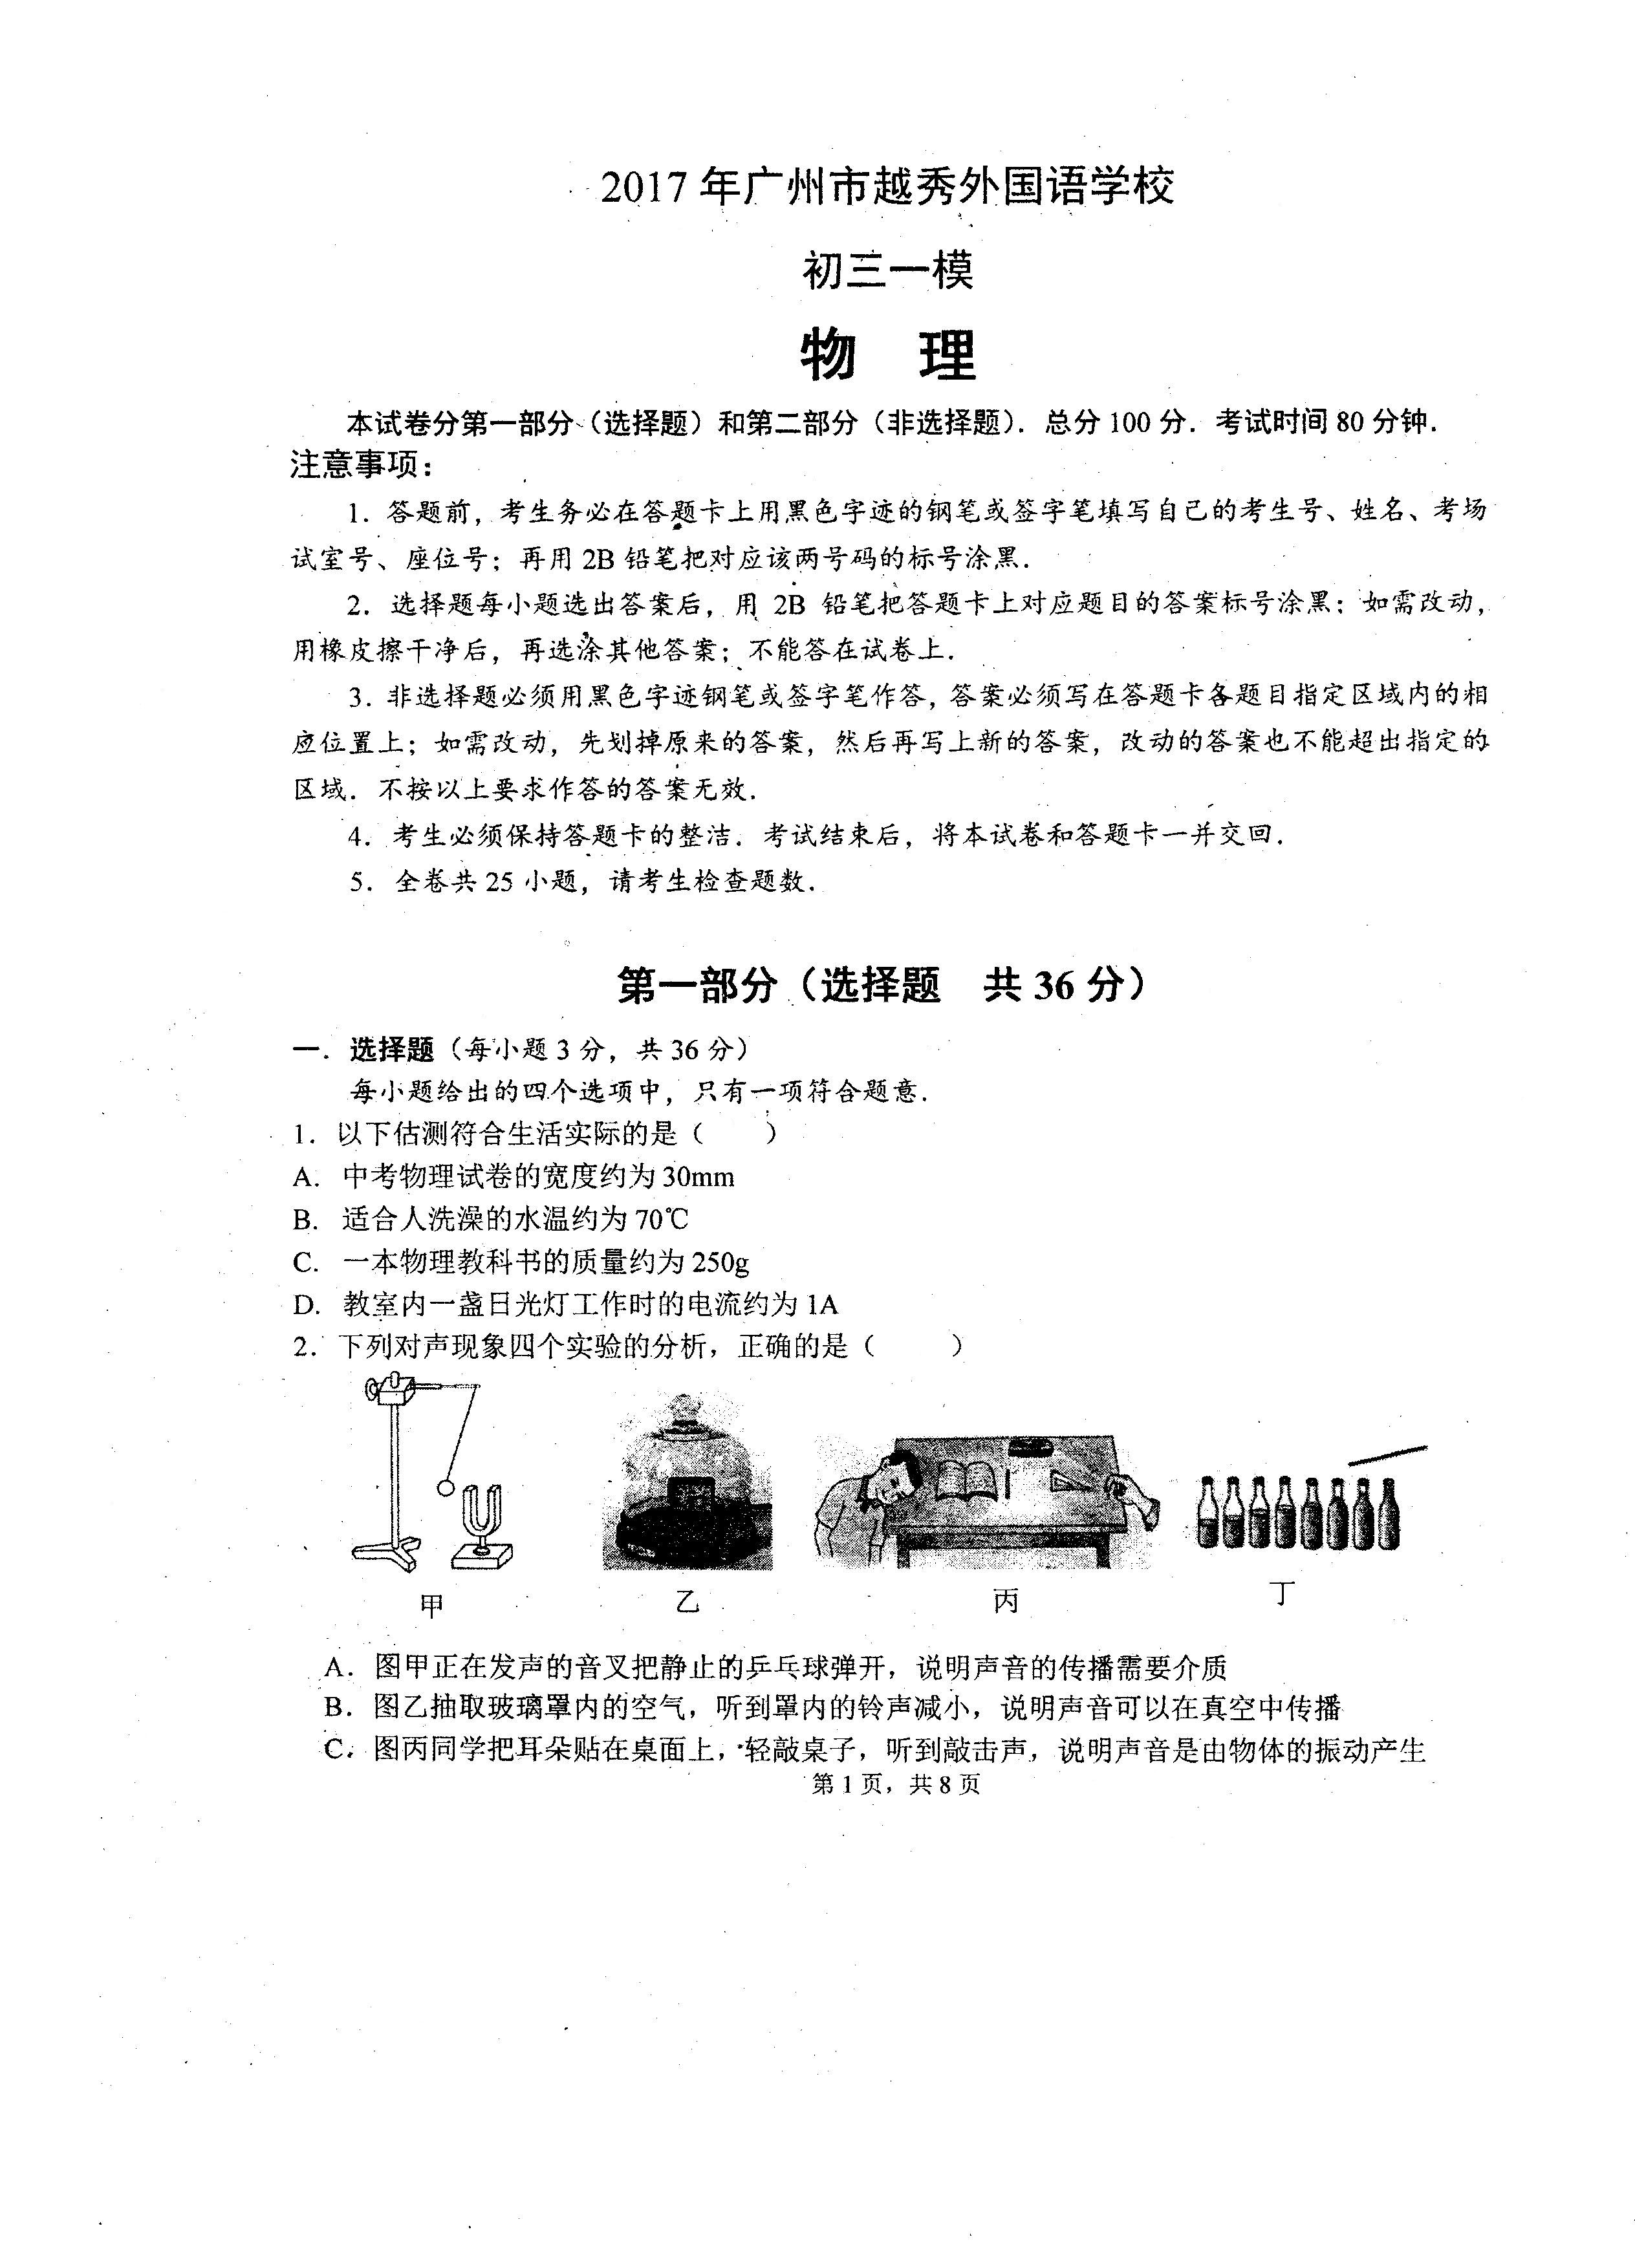 2017 年广州市越秀外国语学校
初三一模
物 理
本试卷分第一部分（选择题）和第二部分（非选择题）．总分 100 分．考试时间 80 分钟．
注意事项：
1．答题前，考生务必在答题卡上用黑色字迹的钢笔或签字笔填写自己的考生号、姓名、考场
试室号、座位号；再用 2B 铅笔把对应该两号码的标号涂黑．
2．选择题每小题选出答案后，用 2B 铅笔把答题卡上对应题目的答案标号涂黑；如需改动，
用橡皮擦干净后，再选涂其他答案；不能答在试卷上．
3．非选择题必须用黑色字迹钢笔或签字笔作答，答案必须写在答题卡各题目指定区域内的相
应位置上；如需改动，先划掉原来的答案，然后再写上新的答案，改动的答案也不能超出指定的
区域．不按以上要求作答的答案无效．
4．考生必须保持答题卡的整洁．考试结束后，将本试卷和答题卡一并交回．
5．全卷共 25 小题，请考生检查题数．
第一部分（选择题 共 36 分）
一．选择题（每小题 3 分，共 36 分）
每小题给出的四个选项中，只有一项符合题意．
1．以下估测符合生活实际的是（ ）
A．中考物理试卷的宽度约为 30mm
B．适合人洗澡的水温约为 70℃
C．一本物理教科书的质量约为 250g
D．教室内一盏日光灯工作时的电流约为 1A
2．下列对声现象四个实验的分析，正确的是（ ）
甲 乙 丙 丁
A．图甲正在发声的音叉把静止的乒乓球弹开，说明声音的传播需要介质
B．图乙抽取玻璃罩内的空气，听到罩内的铃声减小，说明声音可以在真空中传播
C．图丙同学把耳朵贴在桌面上，轻敲桌子，听到敲击声，说明声音是由物体的振动产生
第 1 页，共 8 页